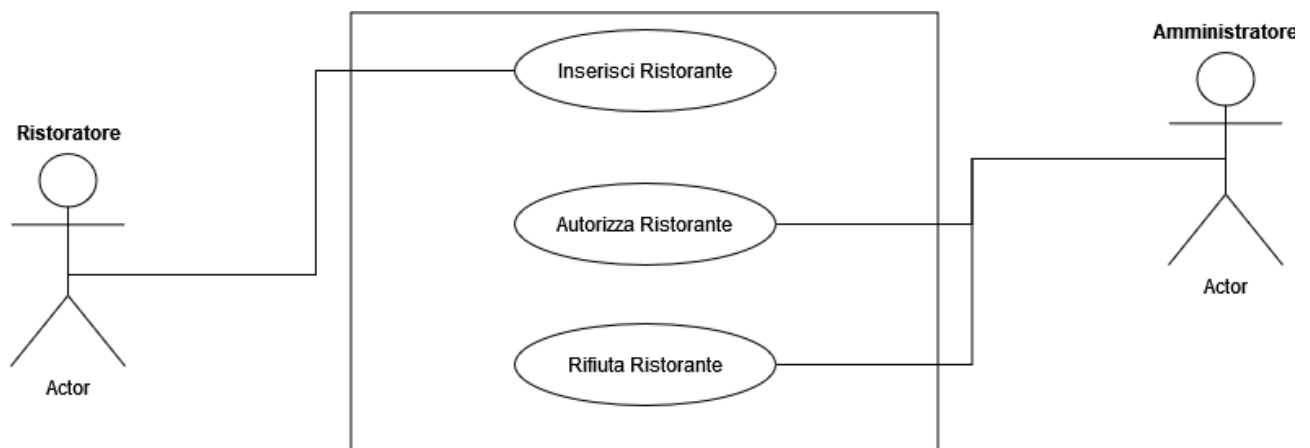 Amministratore
Inserisci Ristorante
Ristoratore
Autorizza Ristorante
Actor
Rifiuta Ristorante
Actor